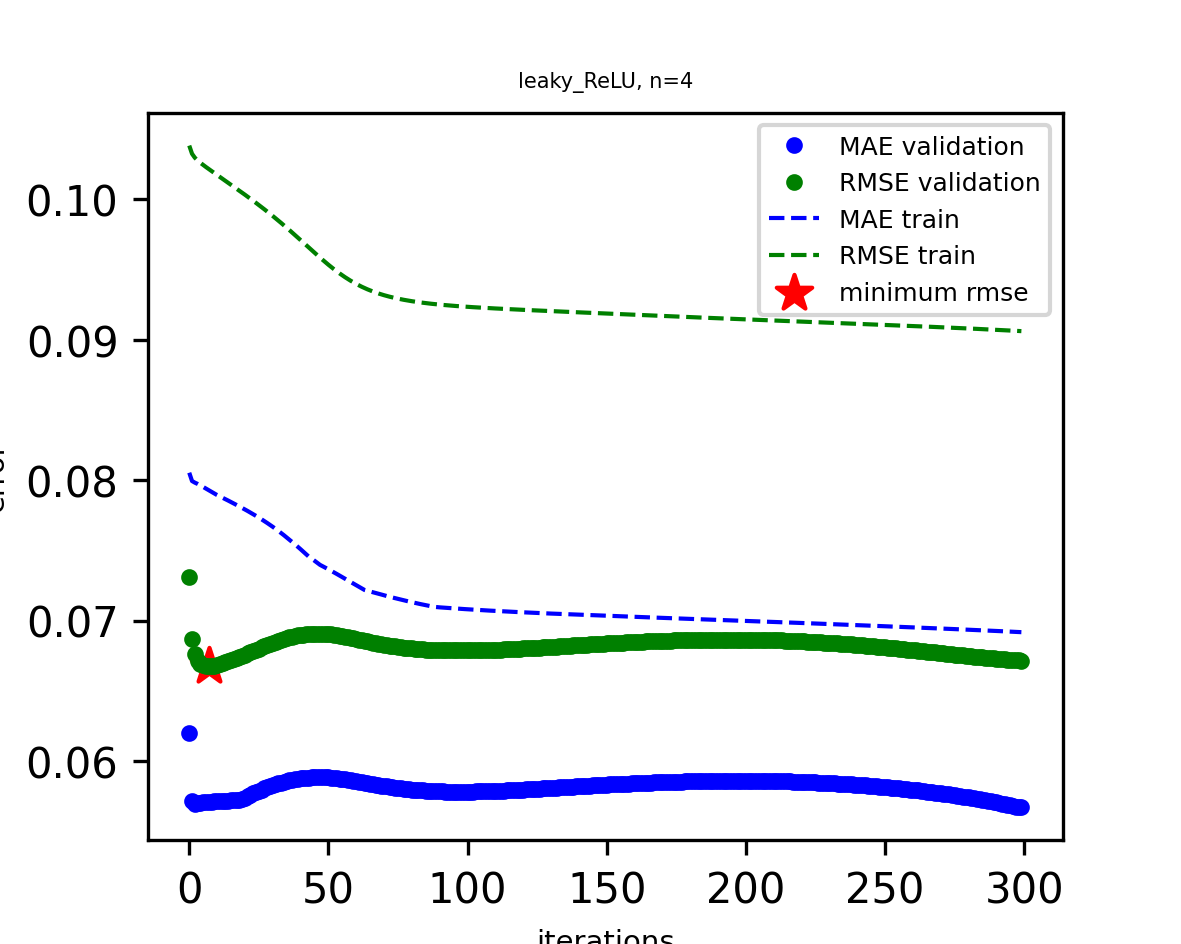 leaky_ReLU, n=4
MAE validation
RMSE validation
MAE train
RMSE train
minimum rmse
0.10
0.09
0.08
0.07
0.06
0 50 100 150 200 250 300
iterations